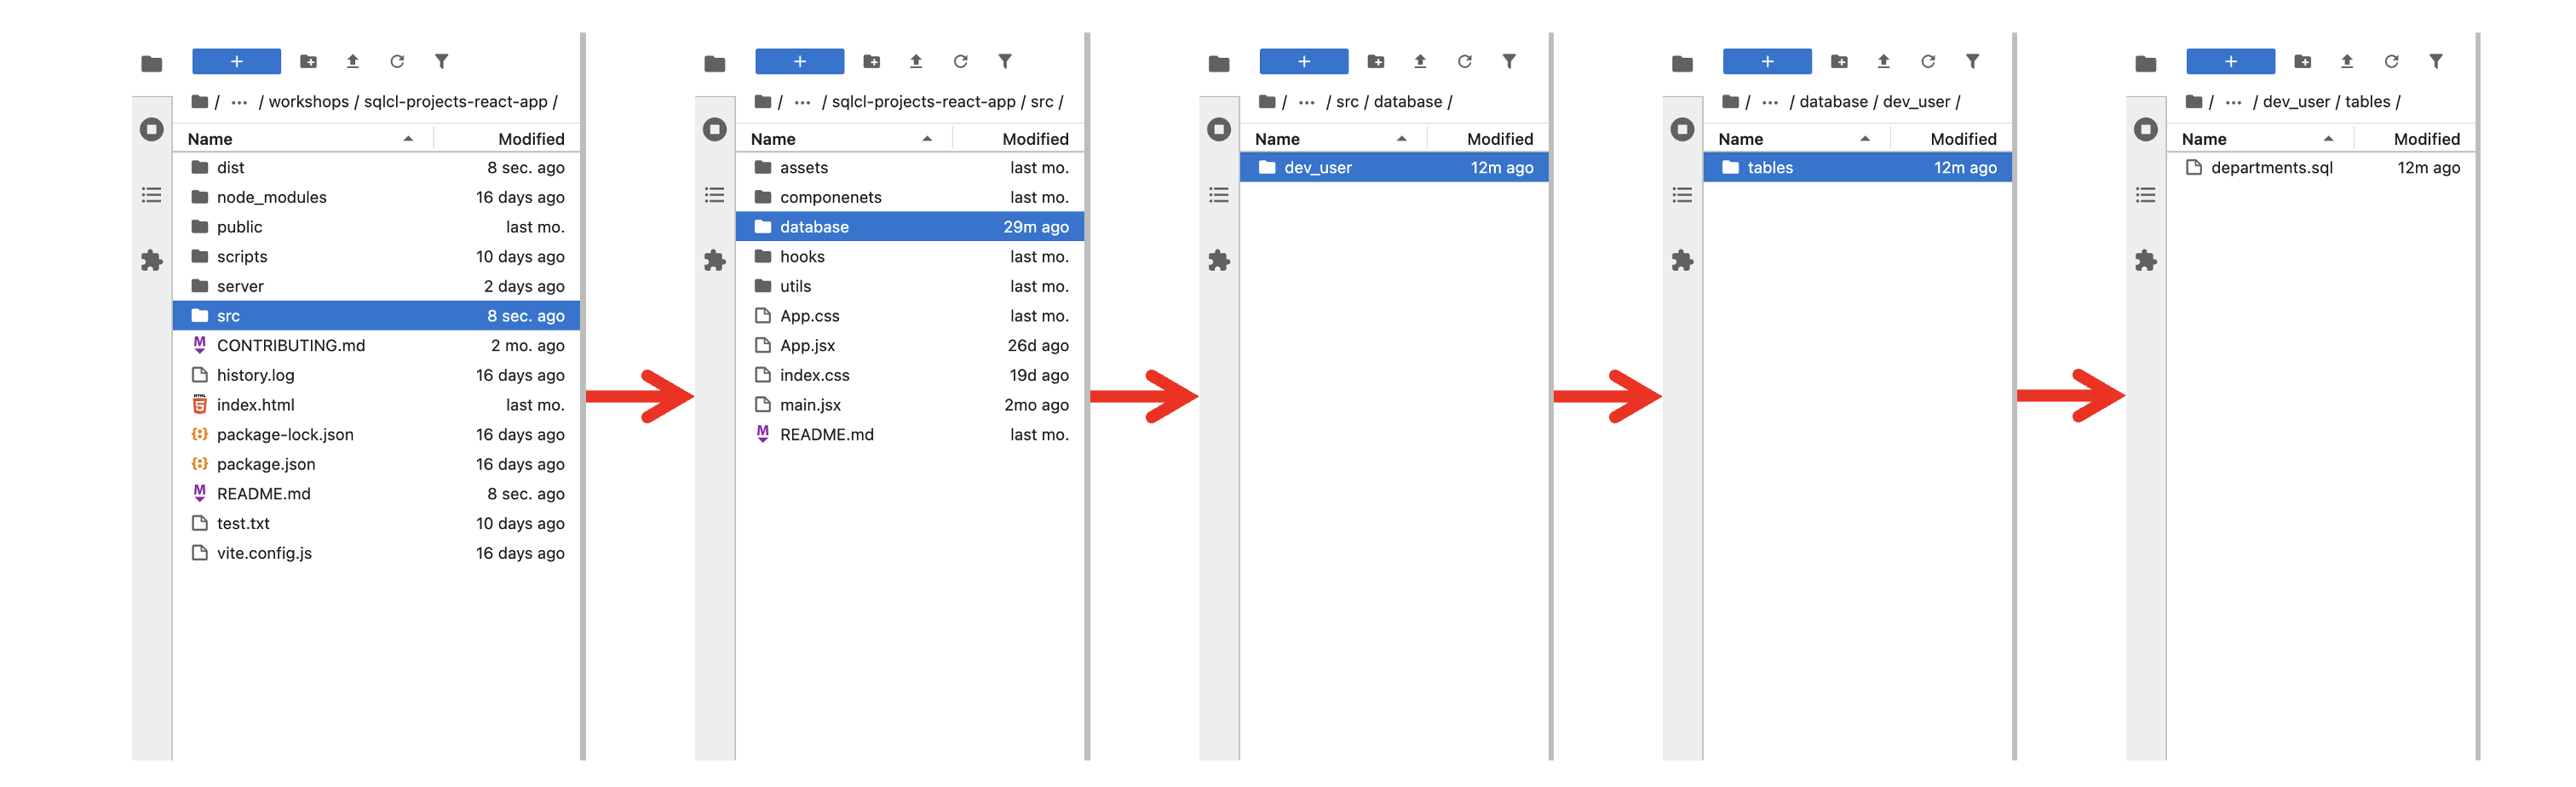 +
/ ··· / workshops / sqlcl-projects-react-app /
Name Modified
dist 8 sec. ago
node_modules 16 days ago
public last mo.
scripts 10 days ago
server 2 days ago
src 8 sec. ago
CONTRIBUTING.md 2 mo. ago
history.log 16 days ago
index.html last mo.
package-lock.json 16 days ago
package.json 16 days ago
README.md 8 sec. ago
test.txt 10 days ago
vite.config.js 16 days ago
+
/ ··· / sqlcl-projects-react-app / src /
Name Modified
assets last mo.
componenets last mo.
database 29m ago
hooks last mo.
utils last mo.
App.css last mo.
App.jsx 26d ago
index.css 19d ago
main.jsx 2mo ago
README.md last mo.
+
/ ··· / src / database /
Name Modified
dev_user 12m ago
+
/ ··· / database / dev_user /
Name Modified
tables 12m ago
+
/ ··· / dev_user / tables /
Name Modified
departments.sql 12m ago